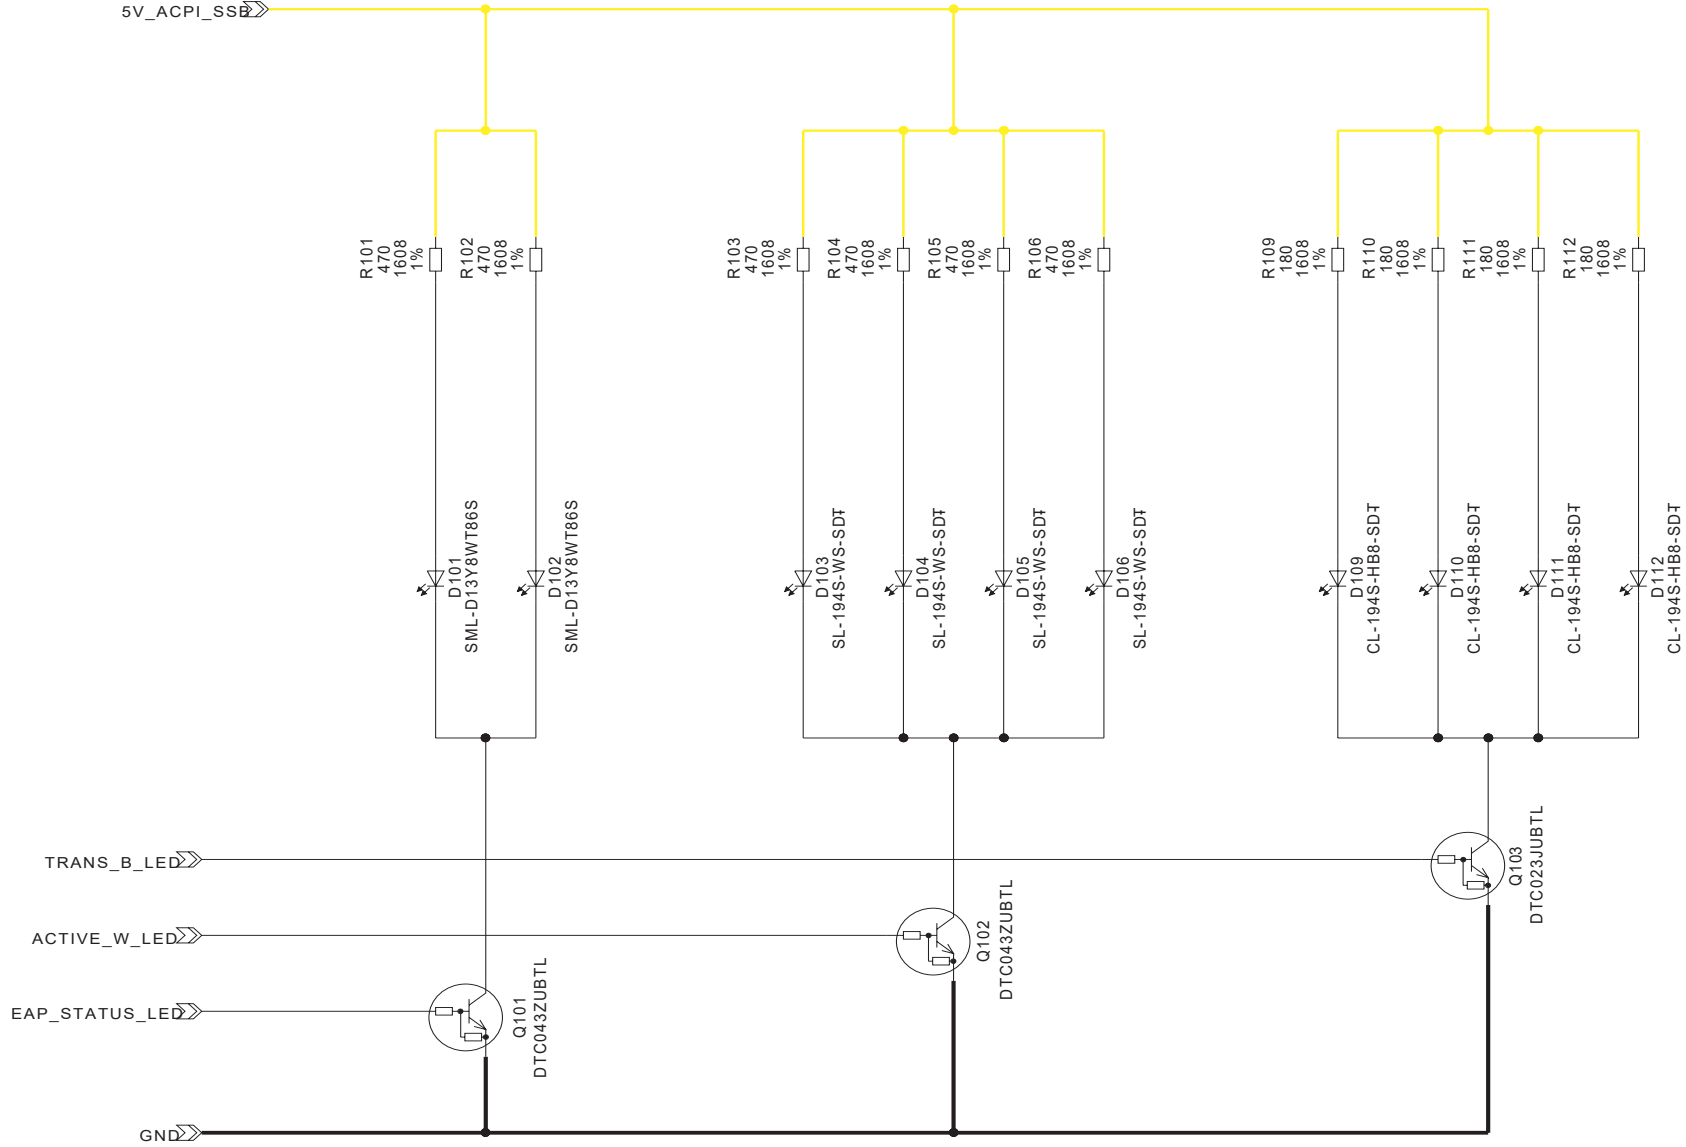 5V_ACPI_SSB
R101
470
1608
1%
R102
470
1608
1%
R103
470
1608
1%
R104
470
1608
1%
R105
470
1608
1%
R106
470
1608
1%
R109
180
1608
1%
R110
180
1608
1%
R111
180
1608
1%
R112
180
1608
1%
D101
SML-D13Y8WT86S
D102
SML-D13Y8WT86S
D103
SL-194S-WS-SDT
D104
SL-194S-WS-SDT
D105
SL-194S-WS-SDT
D106
SL-194S-WS-SDT
D109
CL-194S-HB8-SDT
D110
CL-194S-HB8-SDT
D111
CL-194S-HB8-SDT
D112
CL-194S-HB8-SDT
TRANS_B_LED
Q103
DTC023JUBTL
ACTIVE_W_LED
Q102
DTC043ZUBTL
EAP_STATUS_LED
Q101
DTC043ZUBTL
GND